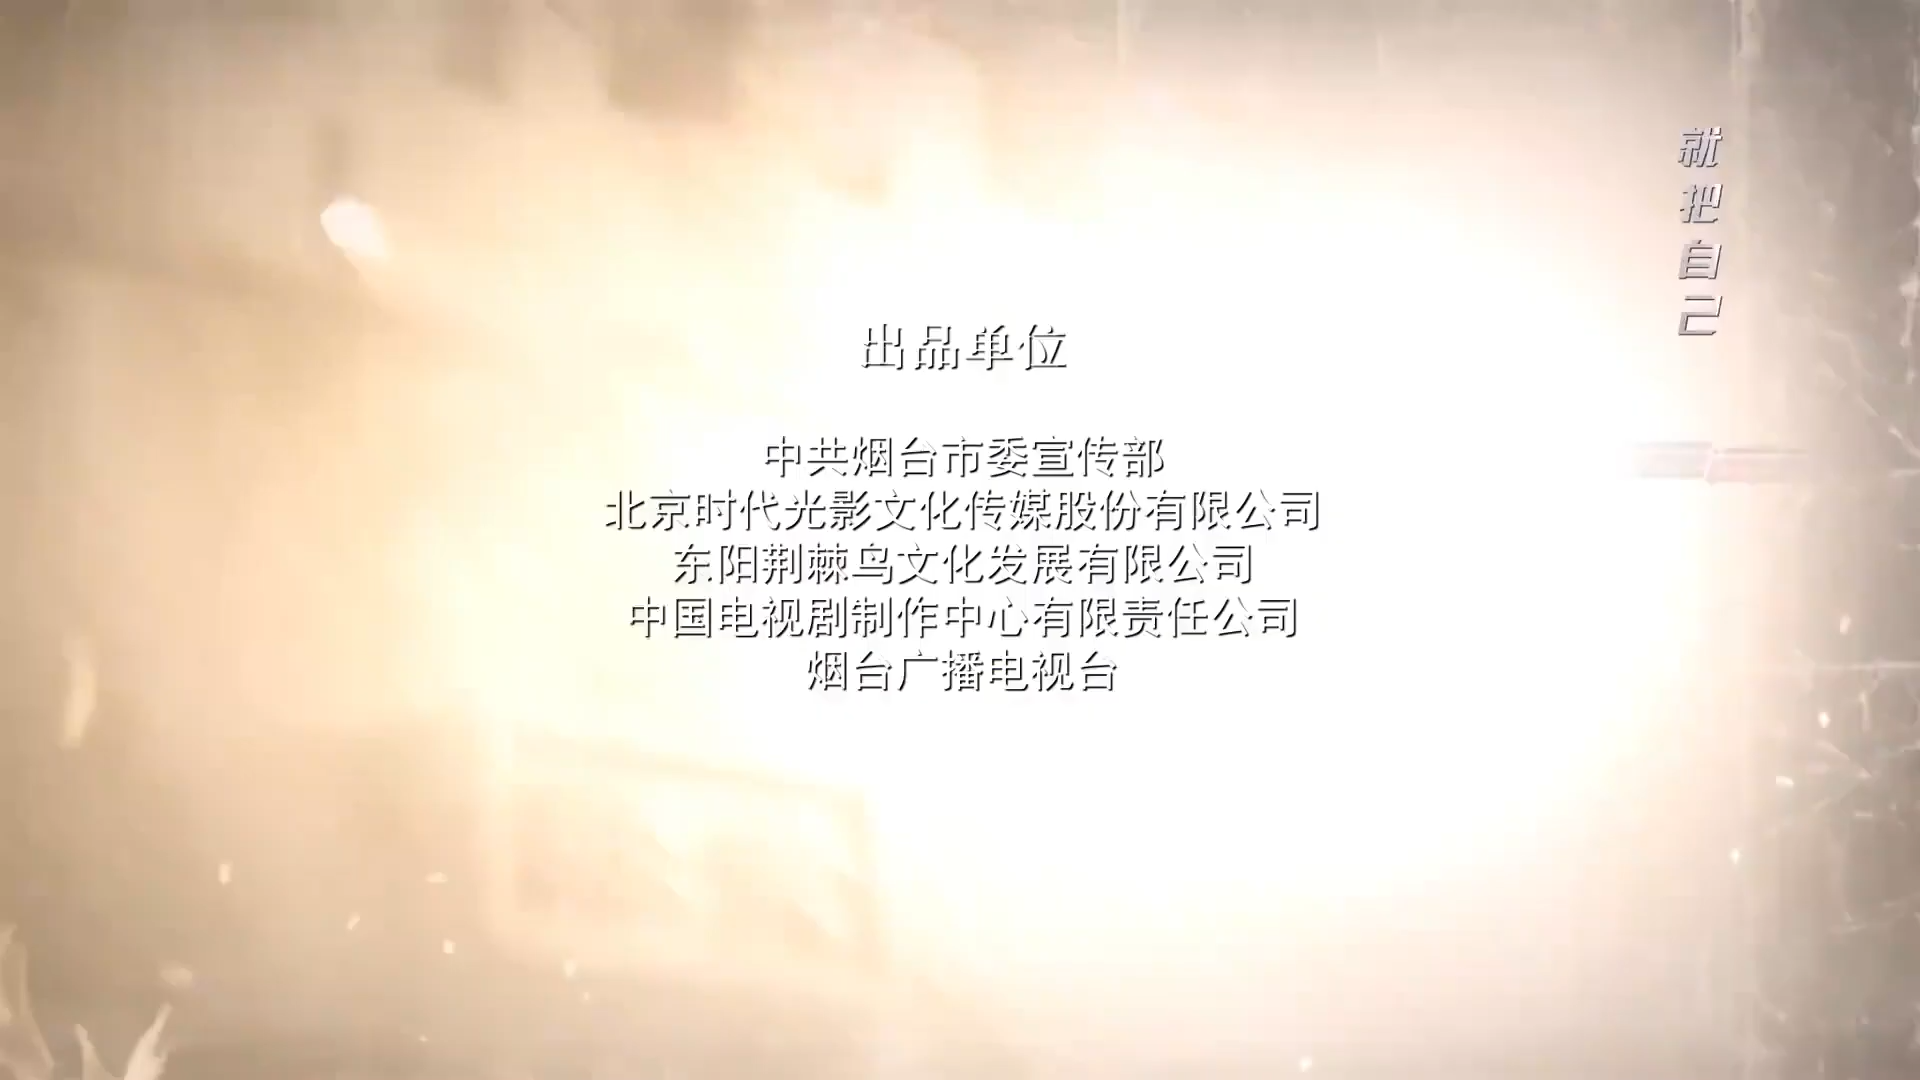 出品单位
中共烟台市委宣传部
北京时代光影文化传媒股份有限公司
东阳荆棘鸟文化发展有限公司
中国电视剧制作中心有限责任公司
烟台广播电视台
就把自己